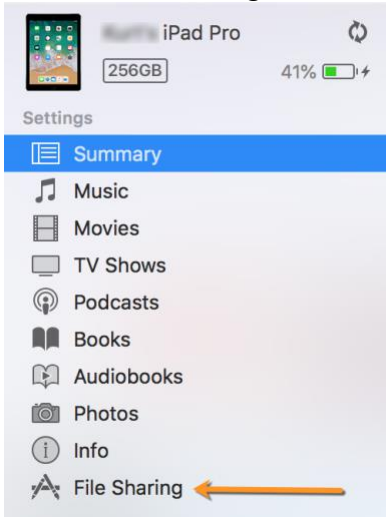 iPad Pro
256GB 41%
Settings
Summary
Music
Movies
TV Shows
Podcasts
Books
Audiobooks
Photos
Info
File Sharing